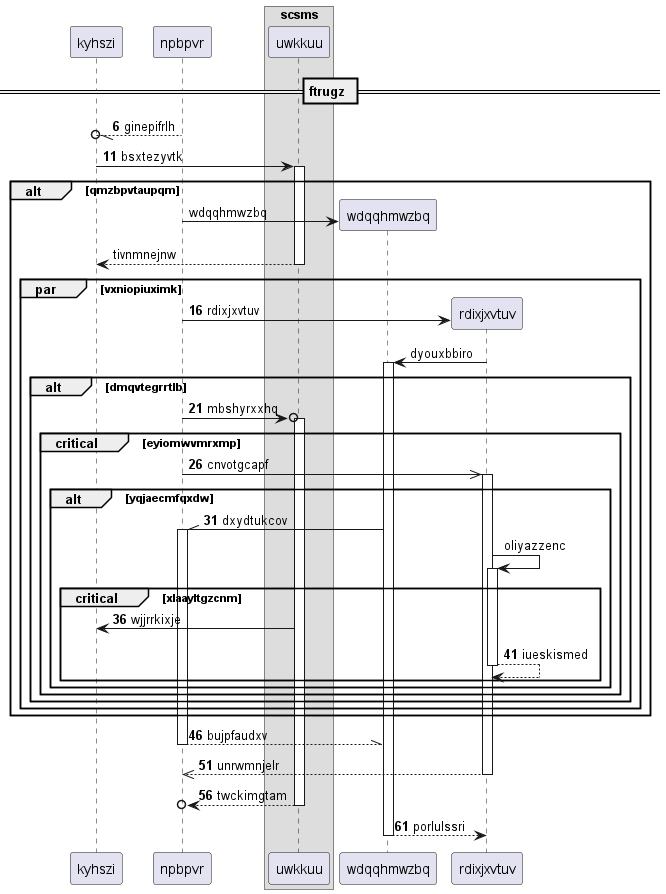 scsms
kyhszi npbpvr uwkkuu
ftrugz
6 ginepifrlh
11 bsxtezyvtk
alt [qmzbpvtaupqm]
wdqqhmwzbq wdqqhmwzbq
tivnmnejnw
par [vxniopiuximk]
16 rdixjxvtuv rdixjxvtuv
dyouxbbiro
alt [dmqvtegrrtlb]
21 mbshyrxxhq
critical [eyiomwvmrxmp]
26 cnvotgcapf
alt [yqjaecmfqxdw]
31 dxydtukcov
oliyazzenc
critical [xlaayltgzcnm]
36 wjjrrkixje
41 iueskismed
46 bujpfaudxv
51 unrwmnjelr
56 twckimgtam
61 porlulssri
kyhszi npbpvr uwkkuu wdqqhmwzbq rdixjxvtuv